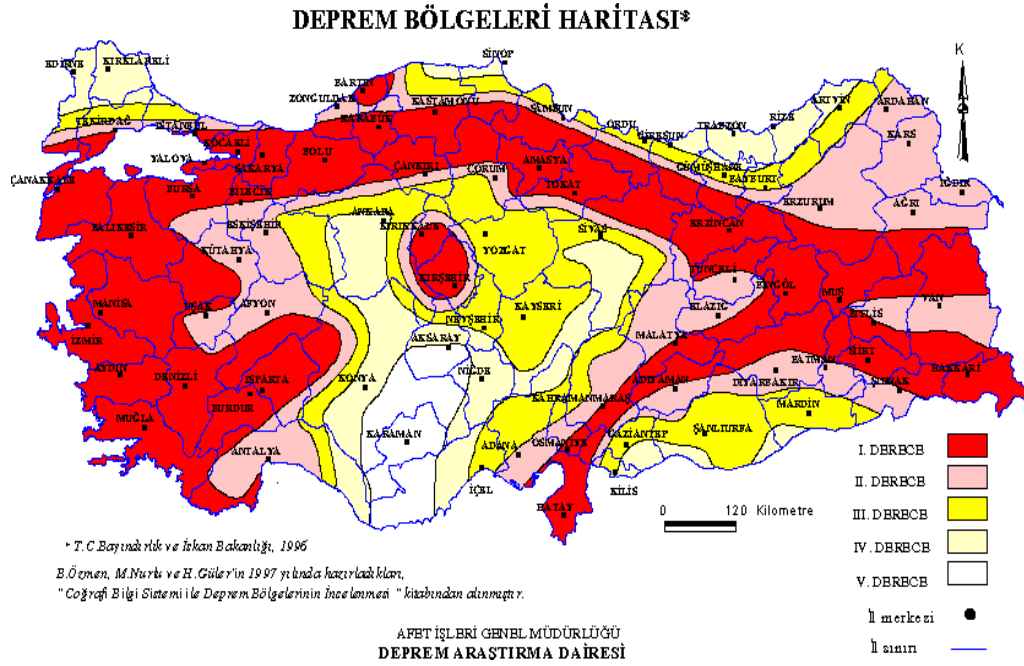 DEPREM BÖLGELERİ HARİTASI*
K
SİNOP
EDİRNE
KIRKLARELİ
BARTIN
ZONGULDAK
KASTAMONU
ARTVİN
ARDAHAN
TEKİRDAĞ
İSTANBUL
KARABÜK
SAMSUN
ORDU
GİRESUN
TRABZON
RİZE
KARS
KOCAELİ
YALOVA
SAKARYA
BOLU
ÇANKIRI
ÇORUM
AMASYA
TOKAT
GÜMÜŞHANE
BAYBURT
ÇANAKKALE
BURSA
BİLECİK
ERZURUM
AĞRI
IĞDIR
BALIKESİR
ESKİŞEHİR
KÜTAHYA
ANKARA
KIRIKKALE
YOZGAT
SİVAS
ERZİNCAN
TUNCELİ
BİNGÖL
MUŞ
MANİSA
UŞAK
AFYON
KIRŞEHİR
NEVŞEHİR
KAYSERİ
ELAZIĞ
BİTLİS
VAN
İZMİR
AKSARAY
MALATYA
AYDIN
DENİZLİ
ISPARTA
BURDUR
KONYA
NİĞDE
KAHRAMANMARAŞ
ADIYAMAN
DİYARBAKIR
BATMAN
SİİRT
ŞIRNAK
HAKKARİ
MUĞLA
ANTALYA
KARAMAN
ADANA
OSMANİYE
GAZİANTEP
ŞANLIURFA
MARDİN
İÇEL
KİLİS
HATAY
0 120 Kilometre
I. DERECE
II. DERECE
III. DERECE
IV. DERECE
V. DERECE
İl merkezi
İl sınırı
* T.C.Bayındırlık ve İskan Bakanlığı, 1996
B.Özmen, M.Nurlu ve H.Güler'in 1997 yılında hazırladıkları,
"Coğrafi Bilgi Sistemi ile Deprem Bölgelerinin İncelenmesi " kitabından alınmıştır.
AFET İŞLERİ GENEL MÜDÜRLÜĞÜ
DEPREM ARAŞTIRMA DAİRESİ